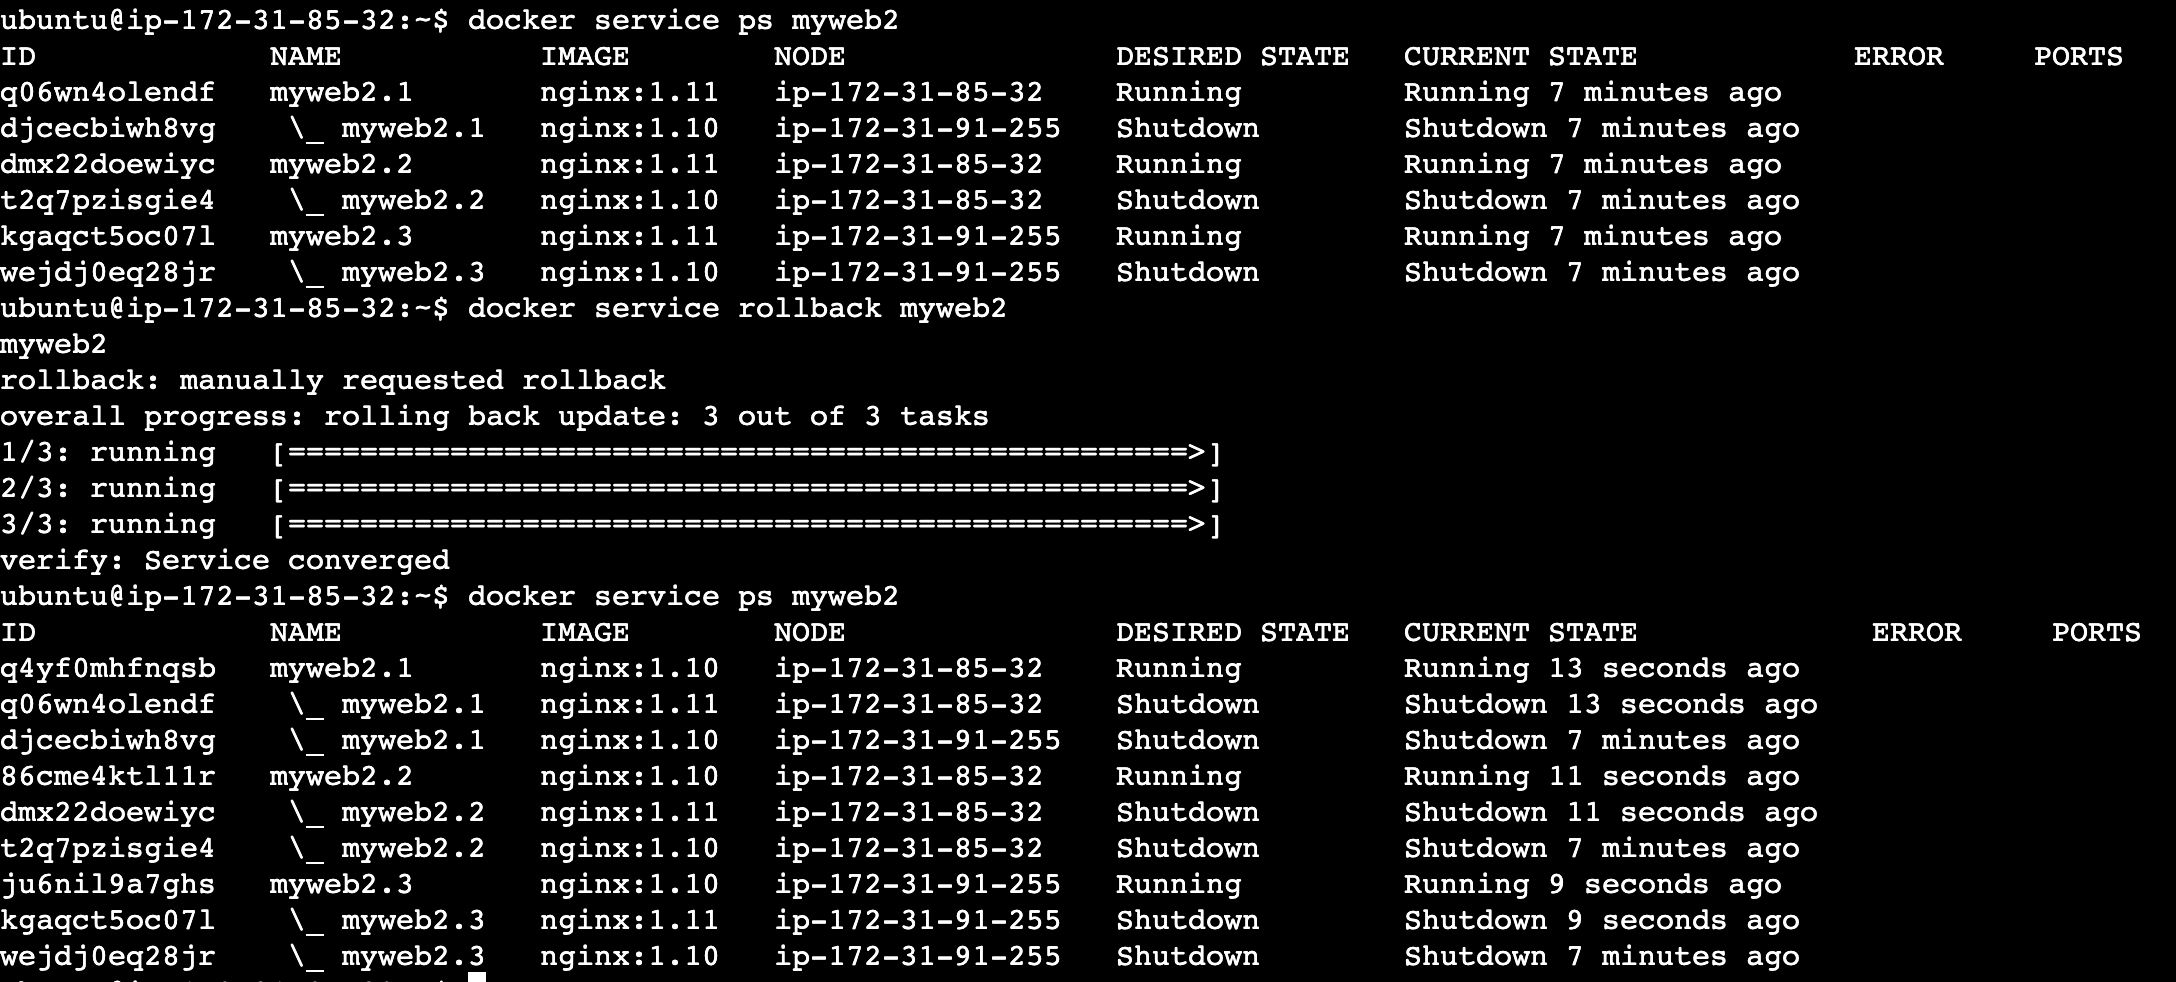 ubuntu@ip-172-31-85-32:~$ docker service ps myweb2
ID             NAME           IMAGE        NODE               DESIRED STATE   CURRENT STATE            ERROR     PORTS
q06wn4olendf   myweb2.1       nginx:1.11   ip-172-31-85-32    Running         Running 7 minutes ago
djcecbiwh8vg    \_ myweb2.1   nginx:1.10   ip-172-31-91-255   Shutdown        Shutdown 7 minutes ago
dmx22doewiyc   myweb2.2       nginx:1.11   ip-172-31-85-32    Running         Running 7 minutes ago
t2q7pzisgie4    \_ myweb2.2   nginx:1.10   ip-172-31-85-32    Shutdown        Shutdown 7 minutes ago
kgaqct5oc07l   myweb2.3       nginx:1.11   ip-172-31-91-255   Running         Running 7 minutes ago
wejdj0eq28jr    \_ myweb2.3   nginx:1.10   ip-172-31-91-255   Shutdown        Shutdown 7 minutes ago
ubuntu@ip-172-31-85-32:~$ docker service rollback myweb2
myweb2
rollback: manually requested rollback
overall progress: rolling back update: 3 out of 3 tasks
1/3: running   [==================================================>]
2/3: running   [==================================================>]
3/3: running   [==================================================>]
verify: Service converged
ubuntu@ip-172-31-85-32:~$ docker service ps myweb2
ID             NAME           IMAGE        NODE               DESIRED STATE   CURRENT STATE             ERROR     PORTS
q4yf0mhfnqsb   myweb2.1       nginx:1.10   ip-172-31-85-32    Running         Running 13 seconds ago
q06wn4olendf    \_ myweb2.1   nginx:1.11   ip-172-31-85-32    Shutdown        Shutdown 13 seconds ago
djcecbiwh8vg    \_ myweb2.1   nginx:1.10   ip-172-31-91-255   Shutdown        Shutdown 7 minutes ago
86cme4ktl11r   myweb2.2       nginx:1.10   ip-172-31-85-32    Running         Running 11 seconds ago
dmx22doewiyc    \_ myweb2.2   nginx:1.11   ip-172-31-85-32    Shutdown        Shutdown 11 seconds ago
t2q7pzisgie4    \_ myweb2.2   nginx:1.10   ip-172-31-85-32    Shutdown        Shutdown 7 minutes ago
ju6nil9a7ghs   myweb2.3       nginx:1.10   ip-172-31-91-255   Running         Running 9 seconds ago
kgaqct5oc07l    \_ myweb2.3   nginx:1.11   ip-172-31-91-255   Shutdown        Shutdown 9 seconds ago
wejdj0eq28jr    \_ myweb2.3   nginx:1.10   ip-172-31-91-255   Shutdown        Shutdown 7 minutes ago